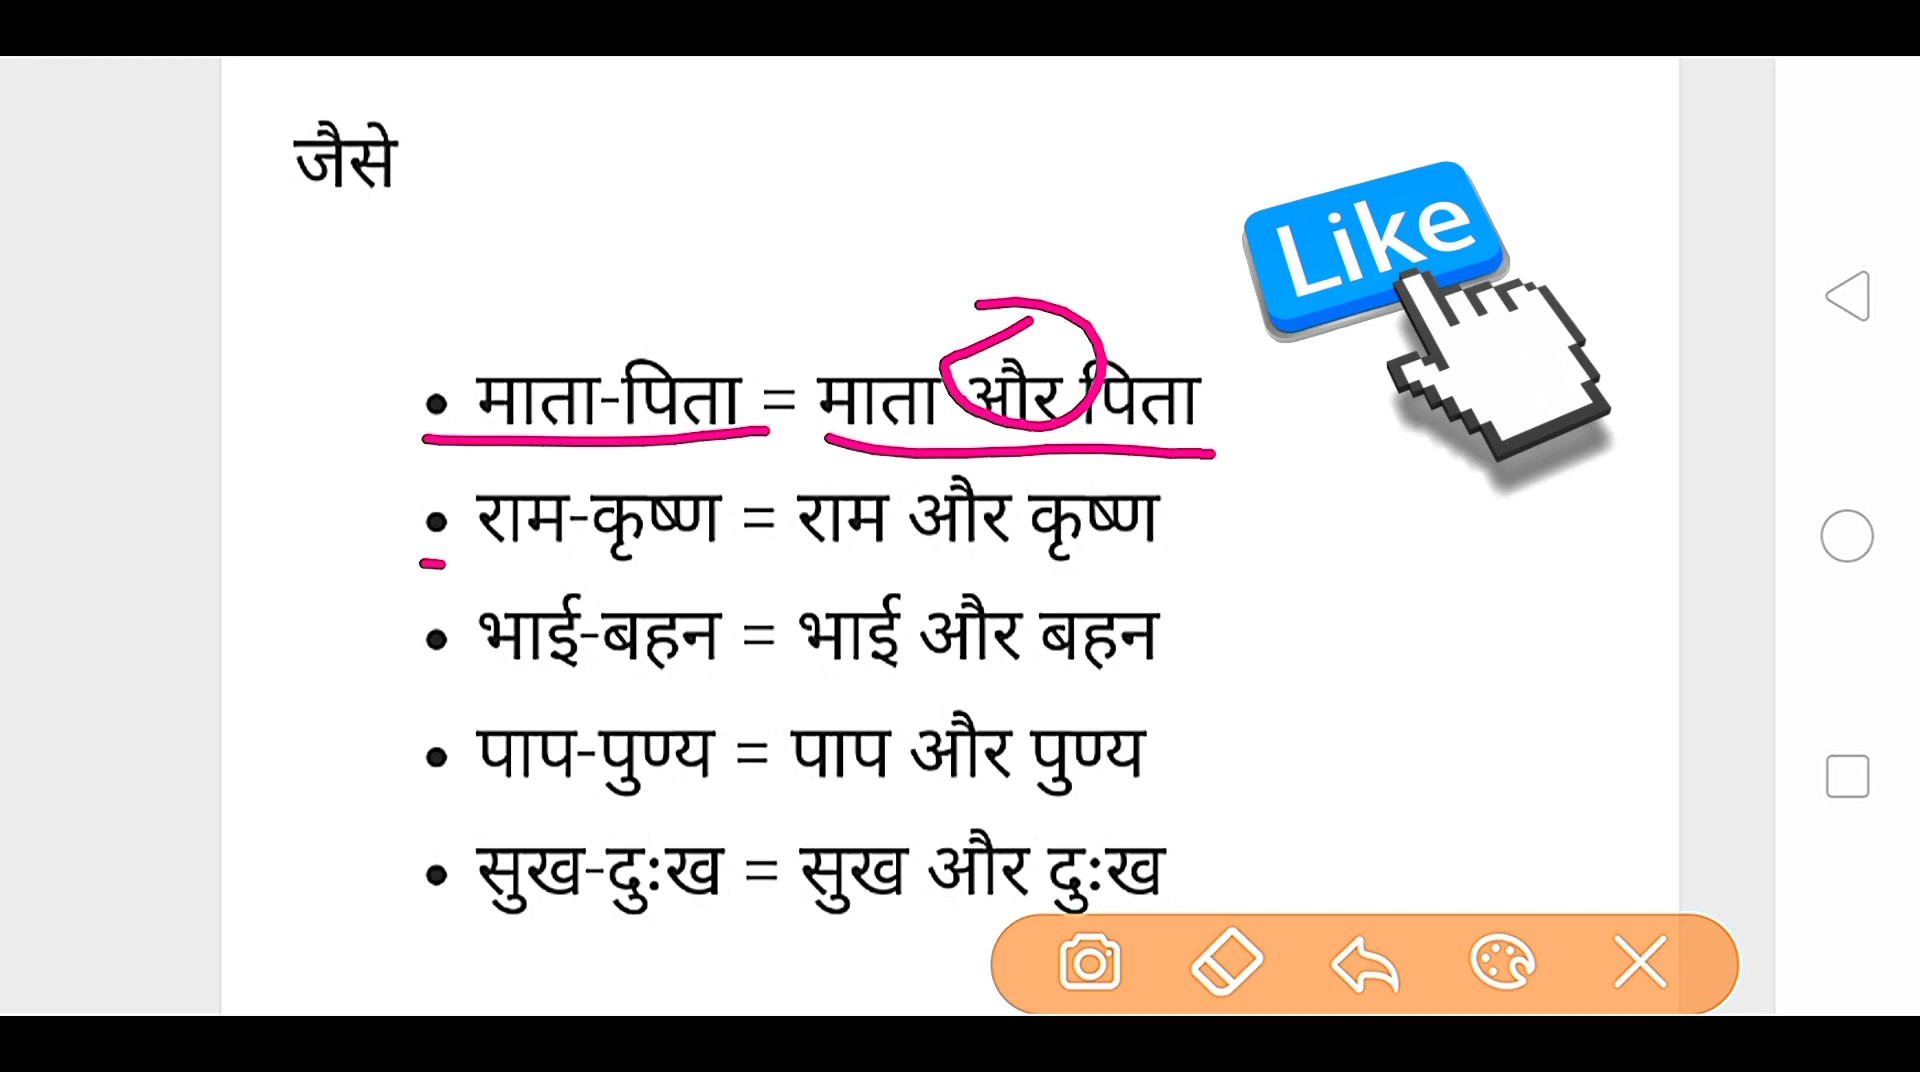 जैसे
Like
• माता-पिता = माता और पिता
• राम-कृष्ण = राम और कृष्ण
• भाई-बहन = भाई और बहन
• पाप-पुण्य = पाप और पुण्य
• सुख-दुःख = सुख और दुःख